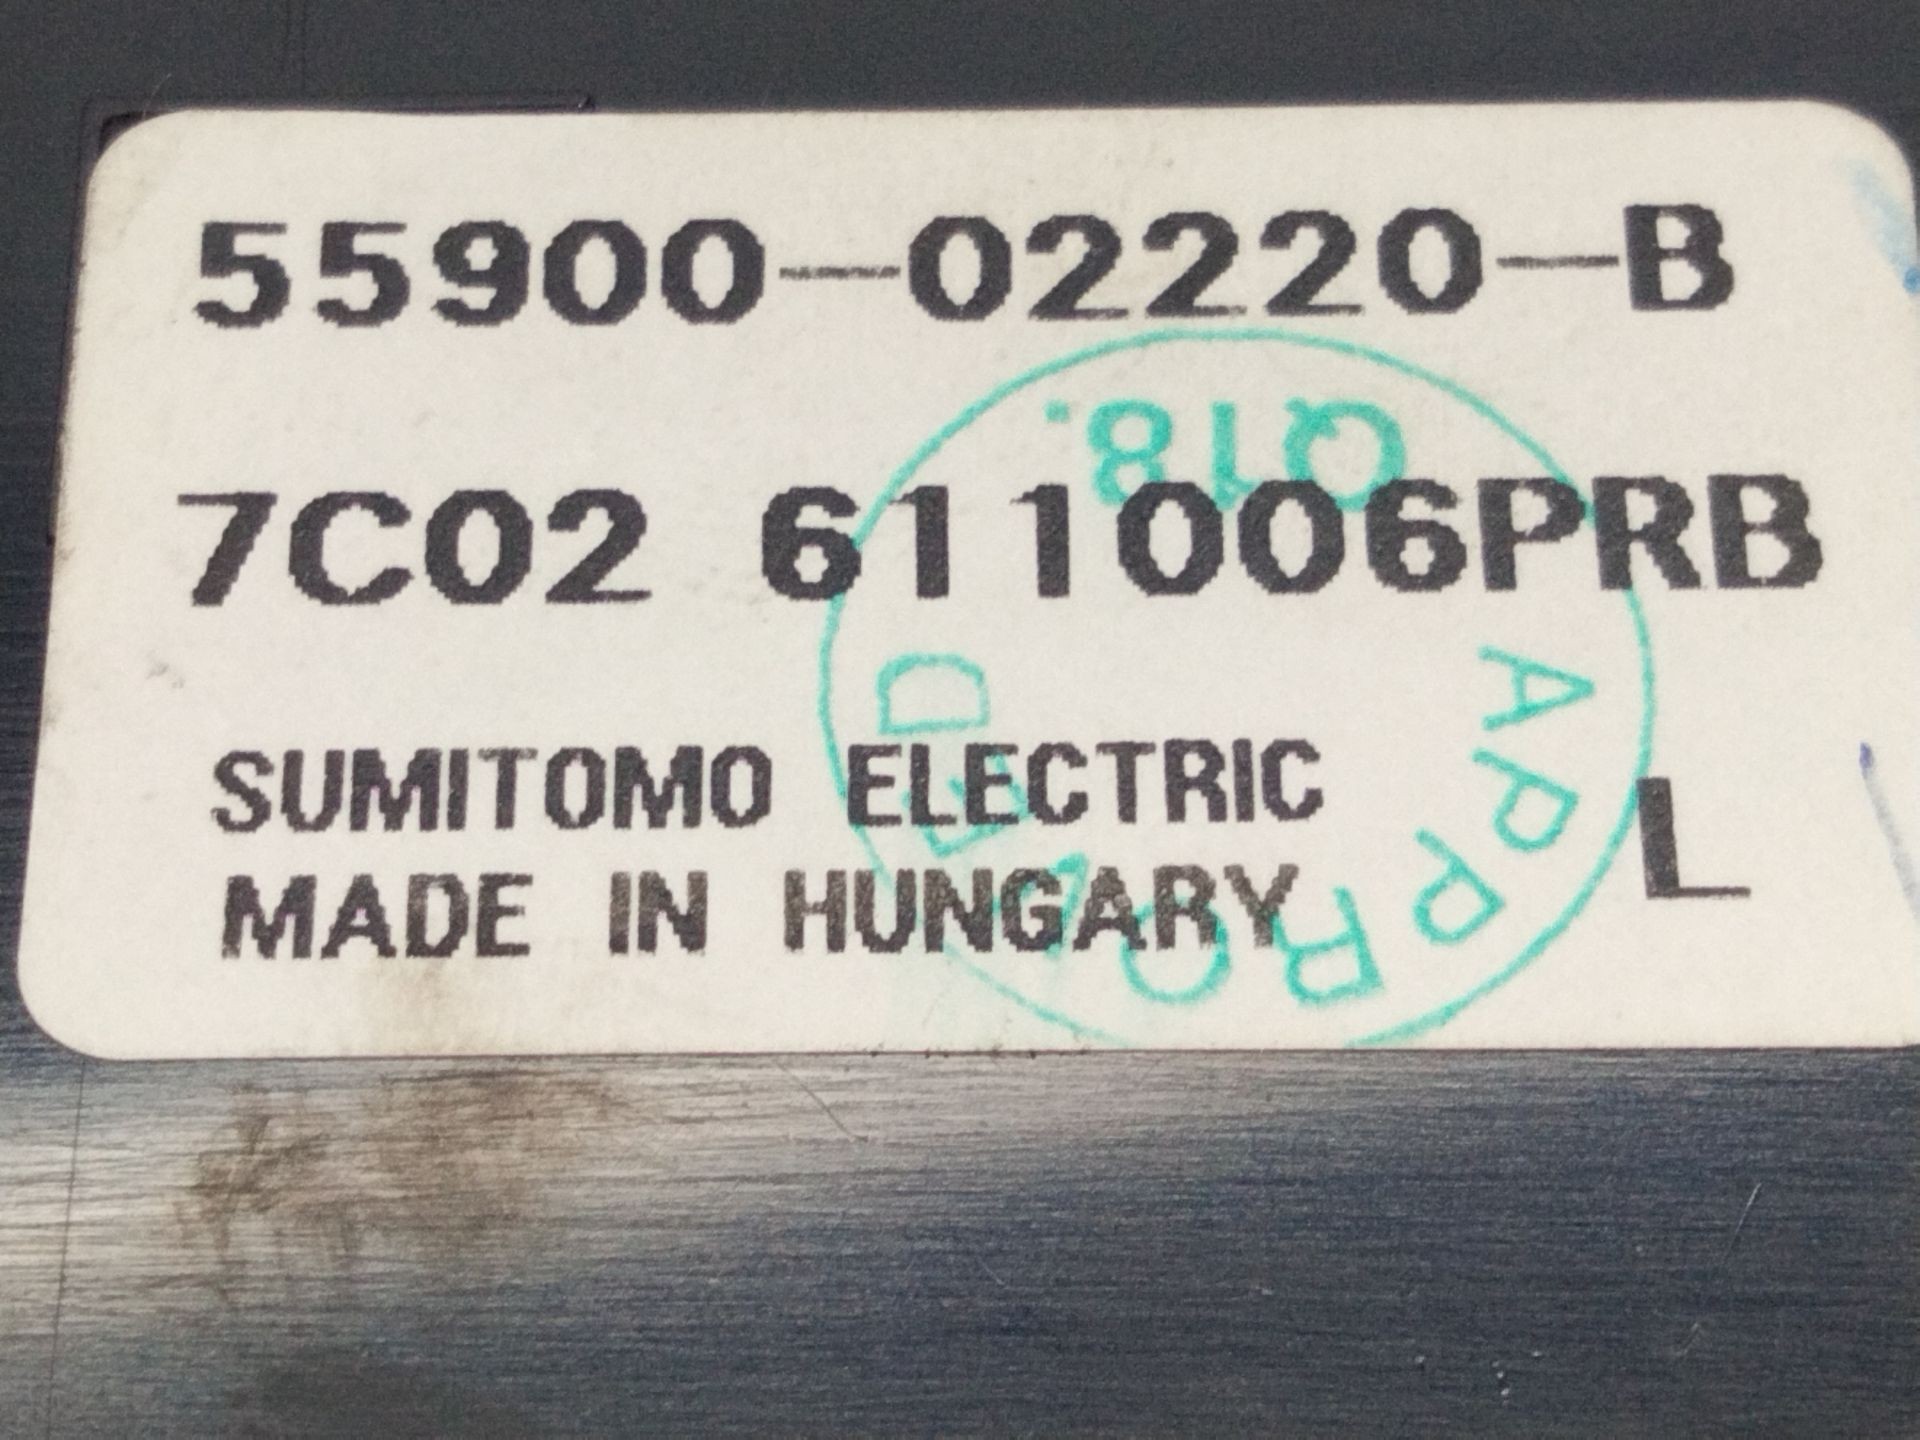 55900-02220-B
7C02 611006PRB
SUMITOMO ELECTRIC
MADE IN HUNGARY
L
Q18.
APPROVED